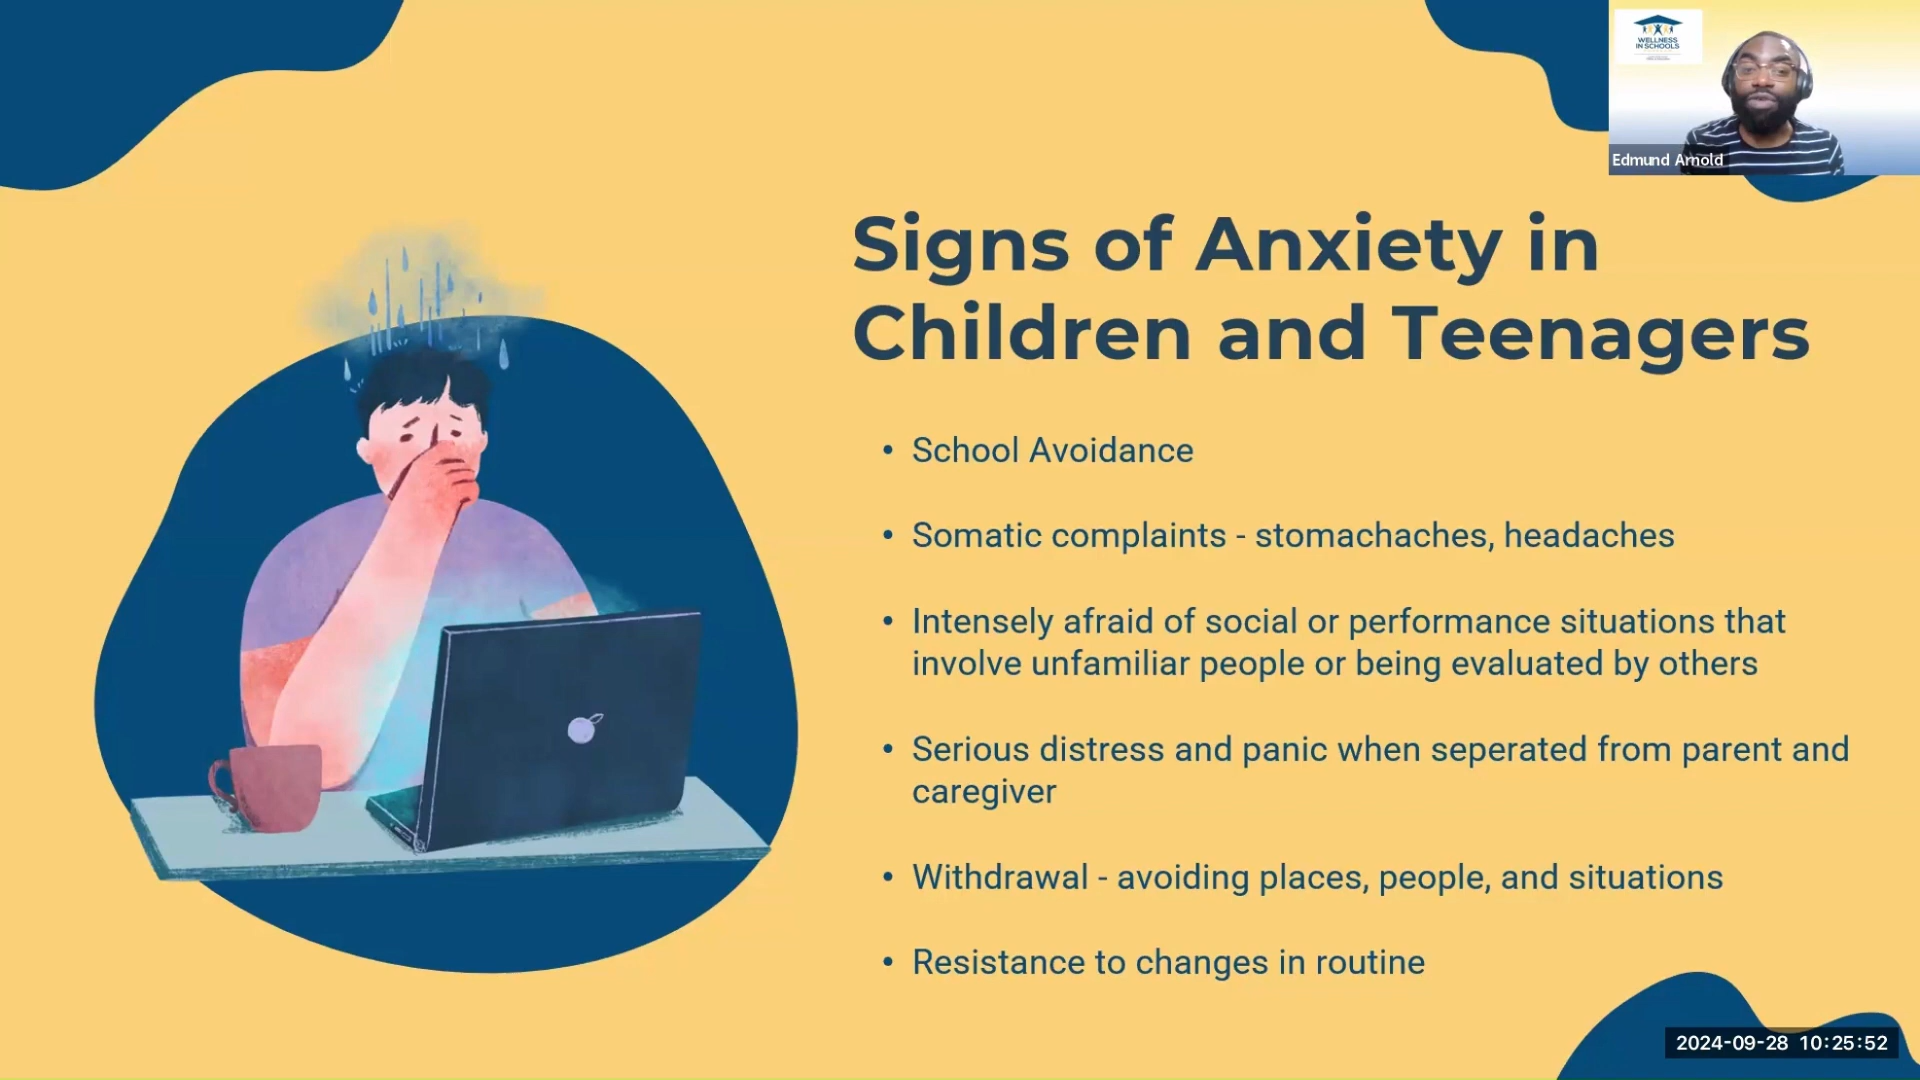 WELLNESS
IN SCHOOLS
Edmund Arnold
Signs of Anxiety in
Children and Teenagers
• School Avoidance
• Somatic complaints - stomachaches, headaches
• Intensely afraid of social or performance situations that
involve unfamiliar people or being evaluated by others
• Serious distress and panic when seperated from parent and
caregiver
• Withdrawal - avoiding places, people, and situations
• Resistance to changes in routine
2024-09-28 10:25:52